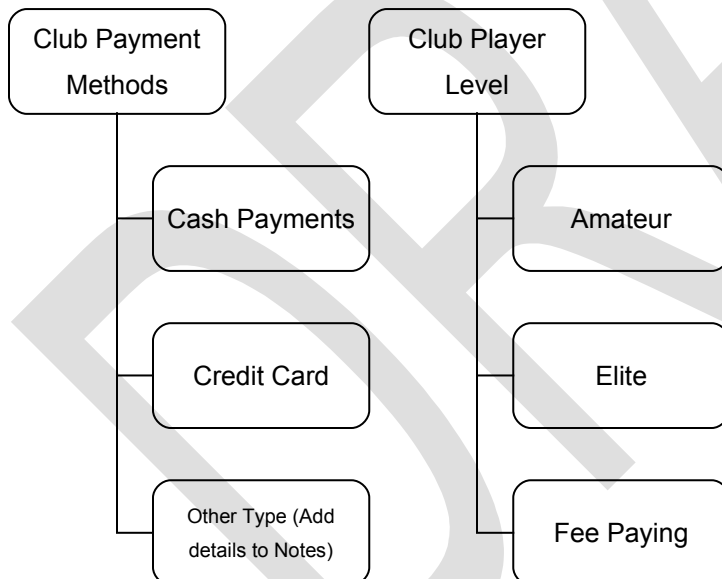 Club Payment
Methods
Club Player
Level
Cash Payments
Amateur
Credit Card
Elite
Other Type (Add
details to Notes)
Fee Paying